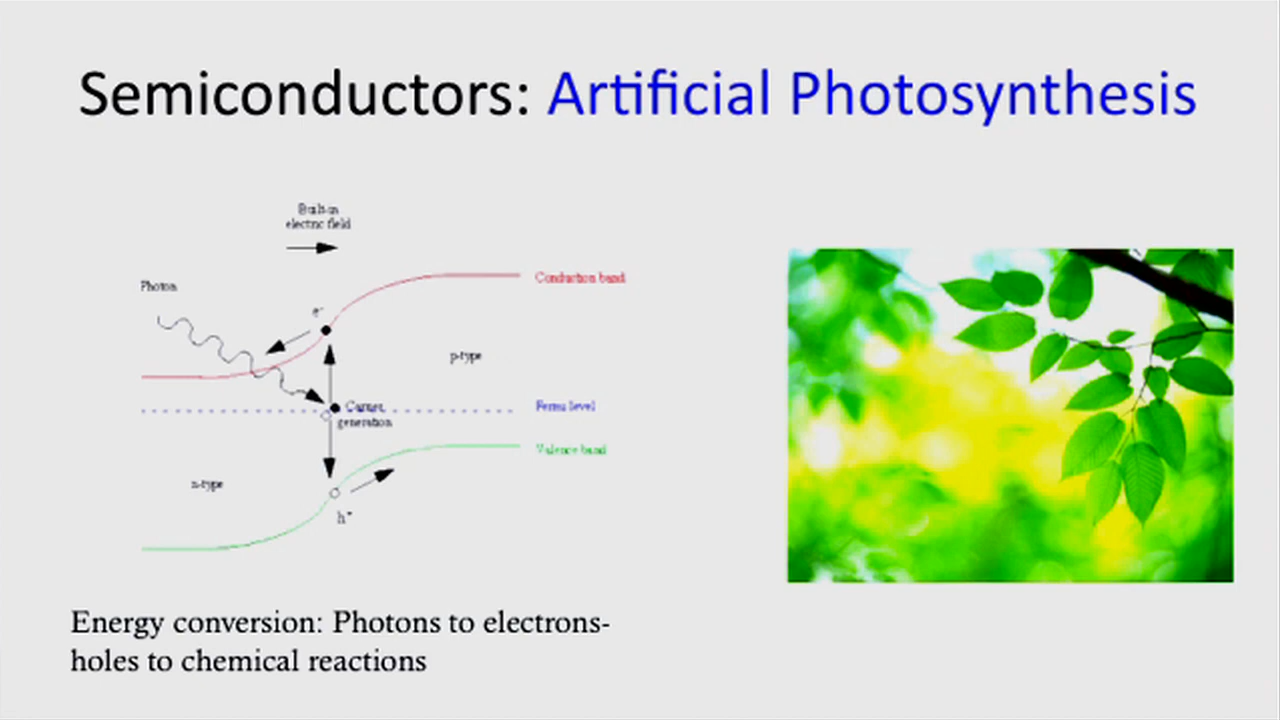 Semiconductors: Artificial Photosynthesis
Built-in
electric field
Photon
Conduction band
e-
p-type
Carrier
generation
Fermi level
Valence band
n-type
h+
Energy conversion: Photons to electrons-
holes to chemical reactions